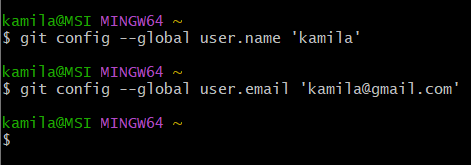 kamila@MSI MINGW64 ~
$ git config --global user.name 'kamila'
kamila@MSI MINGW64 ~
$ git config --global user.email 'kamila@gmail.com'
kamila@MSI MINGW64 ~
$